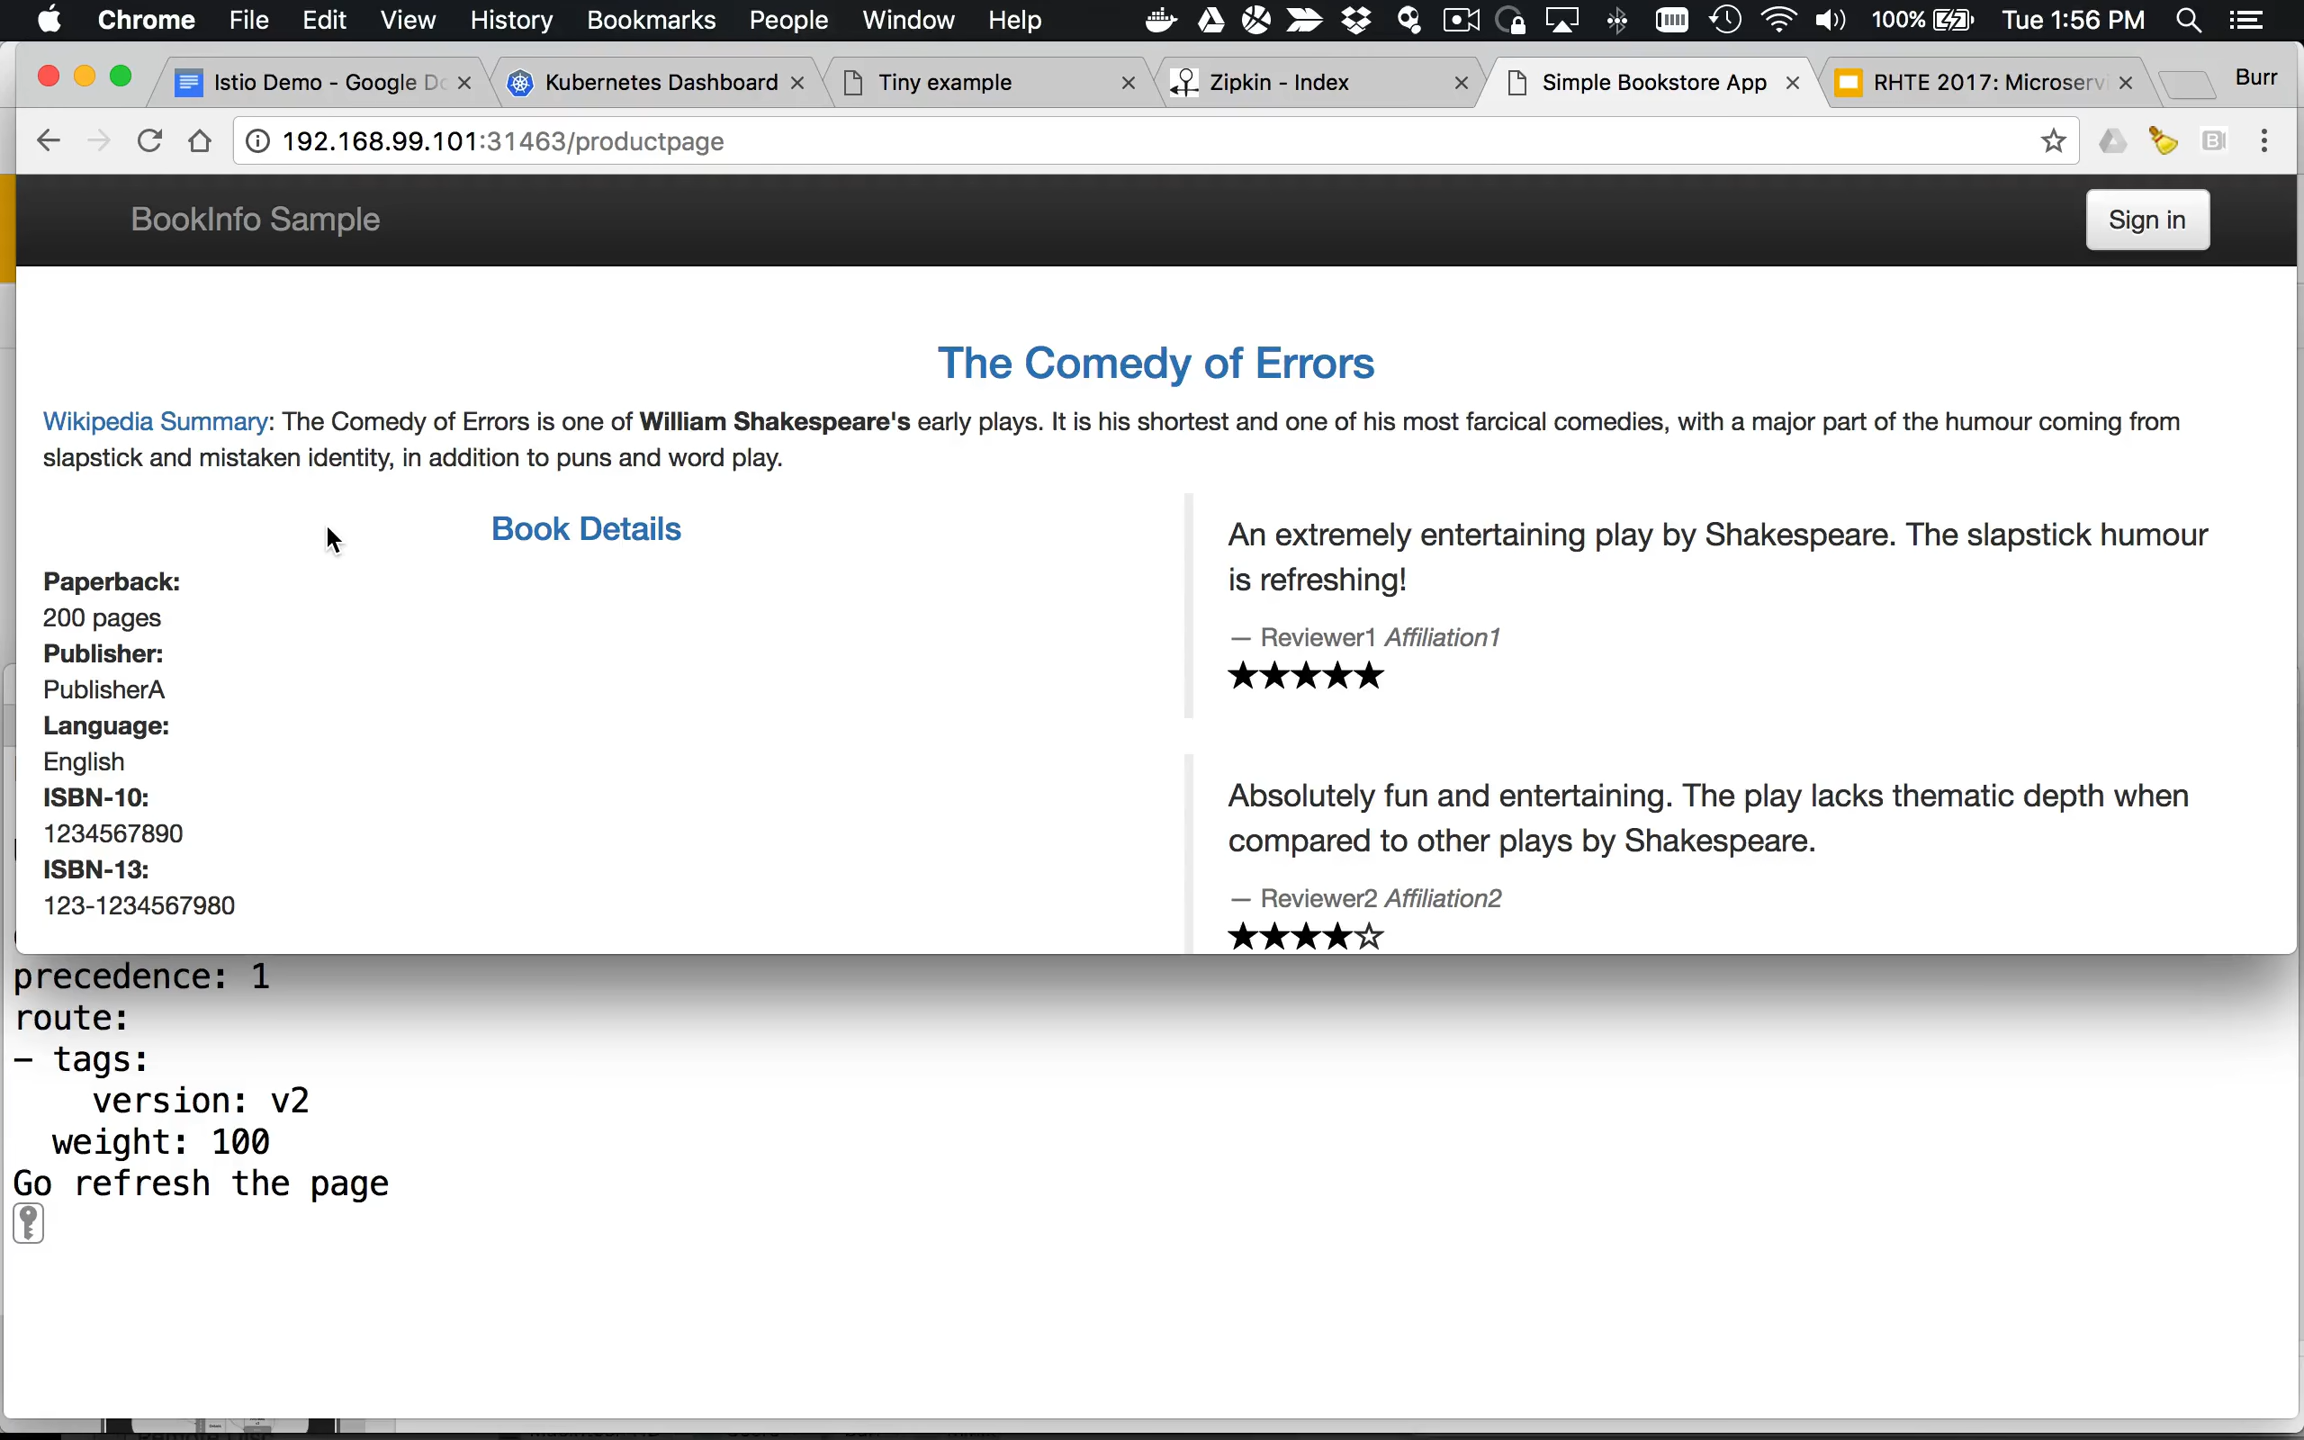 Chrome File Edit View History Bookmarks People Window Help 100% Tue 1:56 PM
Istio Demo - Google Do Kubernetes Dashboard Tiny example Zipkin - Index Simple Bookstore App RHTE 2017: Microservi Burr
192.168.99.101:31463/productpage
BookInfo Sample Sign in
The Comedy of Errors
Wikipedia Summary: The Comedy of Errors is one of William Shakespeare's early plays. It is his shortest and one of his most farcical comedies, with a major part of the humour coming from
slapstick and mistaken identity, in addition to puns and word play.
Book Details
Paperback:
200 pages
Publisher:
PublisherA
Language:
English
ISBN-10:
1234567890
ISBN-13:
123-1234567980
An extremely entertaining play by Shakespeare. The slapstick humour
is refreshing!
— Reviewer1 Affiliation1
★★★★★
Absolutely fun and entertaining. The play lacks thematic depth when
compared to other plays by Shakespeare.
— Reviewer2 Affiliation2
★★★★☆
precedence: 1
route:
- tags:
version: v2
weight: 100
Go refresh the page